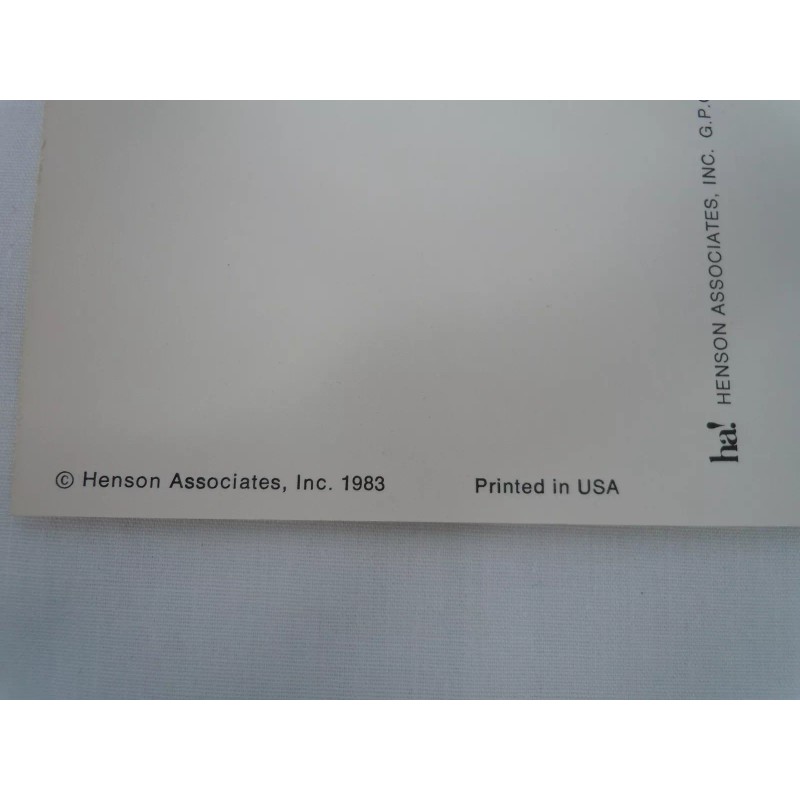 © Henson Associates, Inc. 1983
Printed in USA
ha! HENSON ASSOCIATES, INC. G.P.